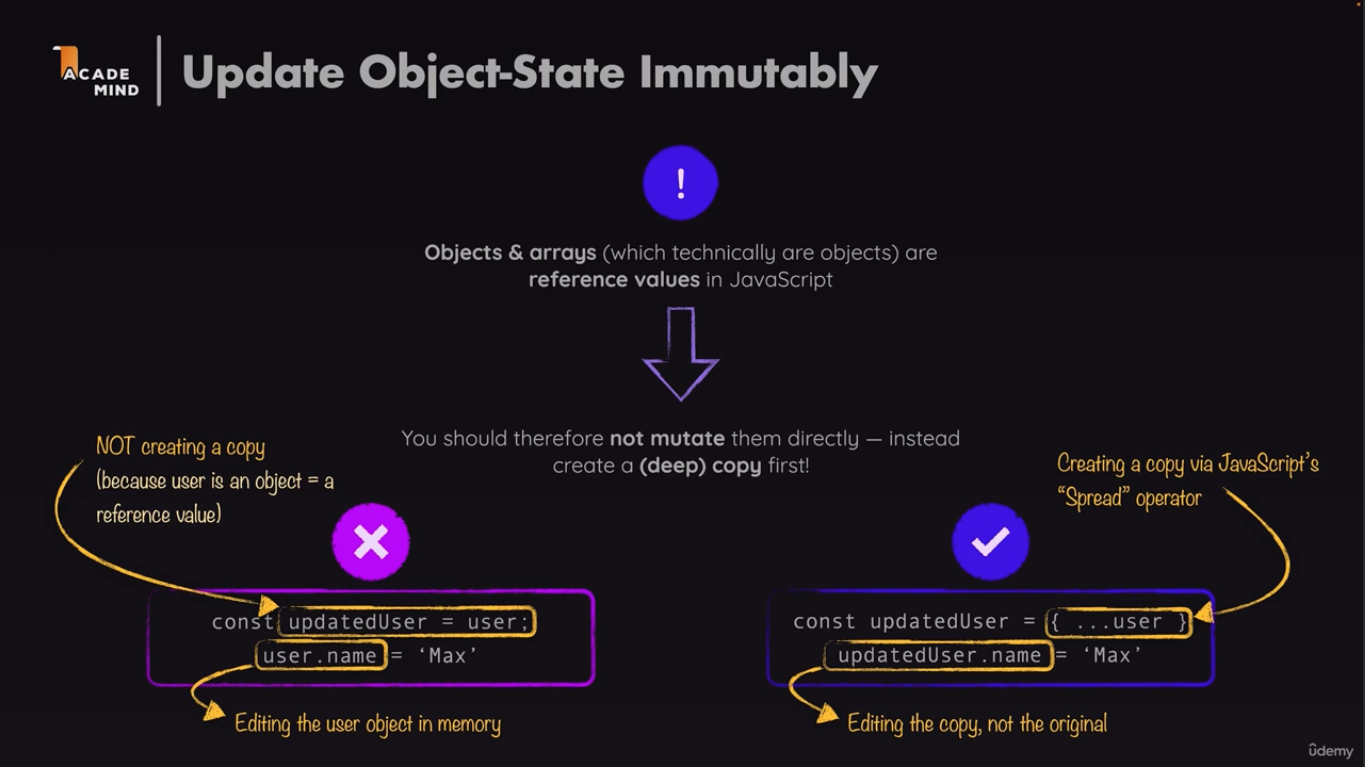 ACADE
MIND
Update Object-State Immutably
!
Objects & arrays (which technically are objects) are
reference values in JavaScript
You should therefore not mutate them directly — instead
create a (deep) copy first!
NOT creating a copy
(because user is an object = a
reference value)
const updatedUser = user;
user.name = ‘Max’
Editing the user object in memory
Creating a copy via JavaScript's
“Spread” operator
const updatedUser = { ...user }
updatedUser.name = ‘Max’
Editing the copy, not the original
ûdemy